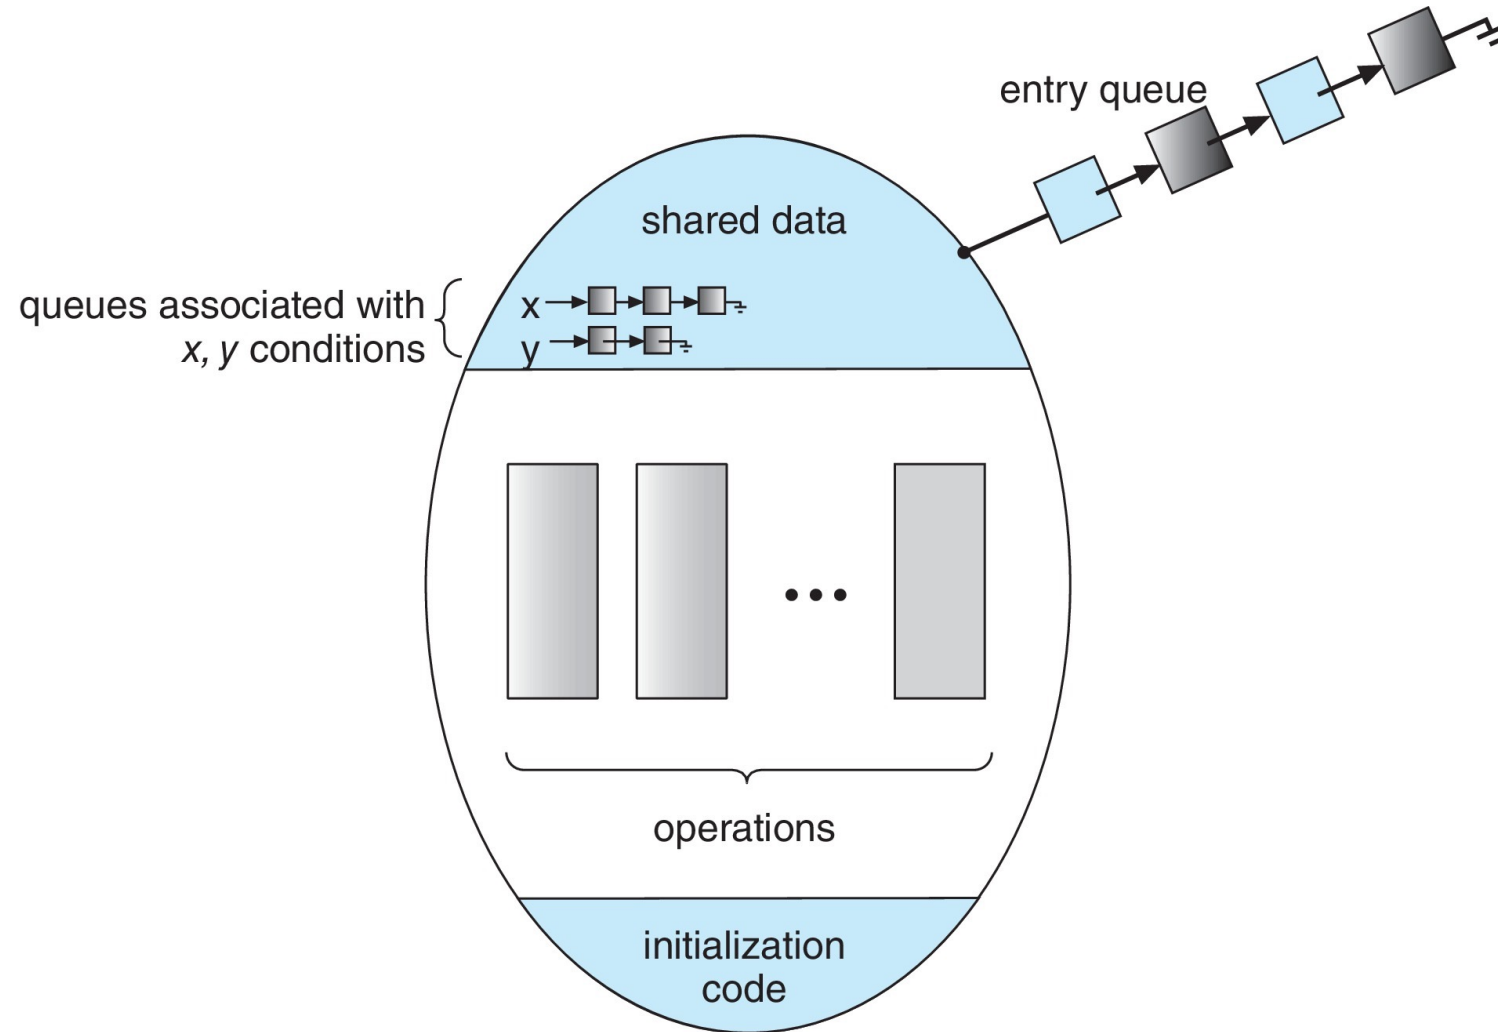 entry queue
shared data
queues associated with
x, y conditions
x
y
operations
initialization
code